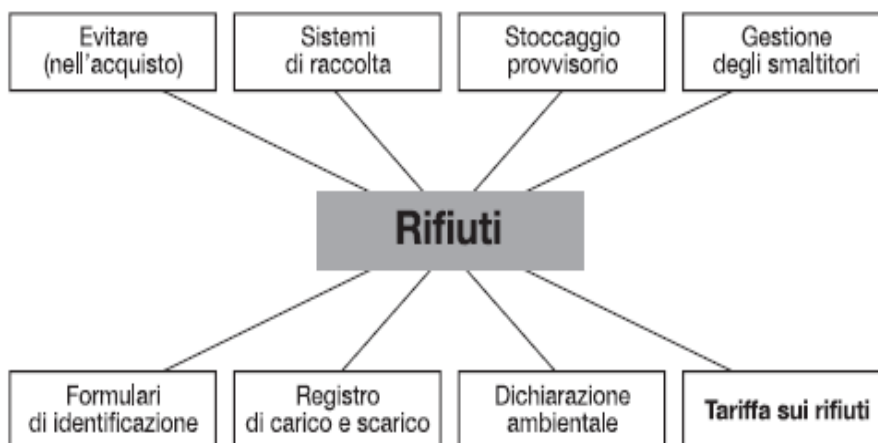 Evitare
(nell'acquisto)
Sistemi
di raccolta
Stoccaggio
provvisorio
Gestione
degli smaltitori
Rifiuti
Formulari
di identificazione
Registro
di carico e scarico
Dichiarazione
ambientale
Tariffa sui rifiuti